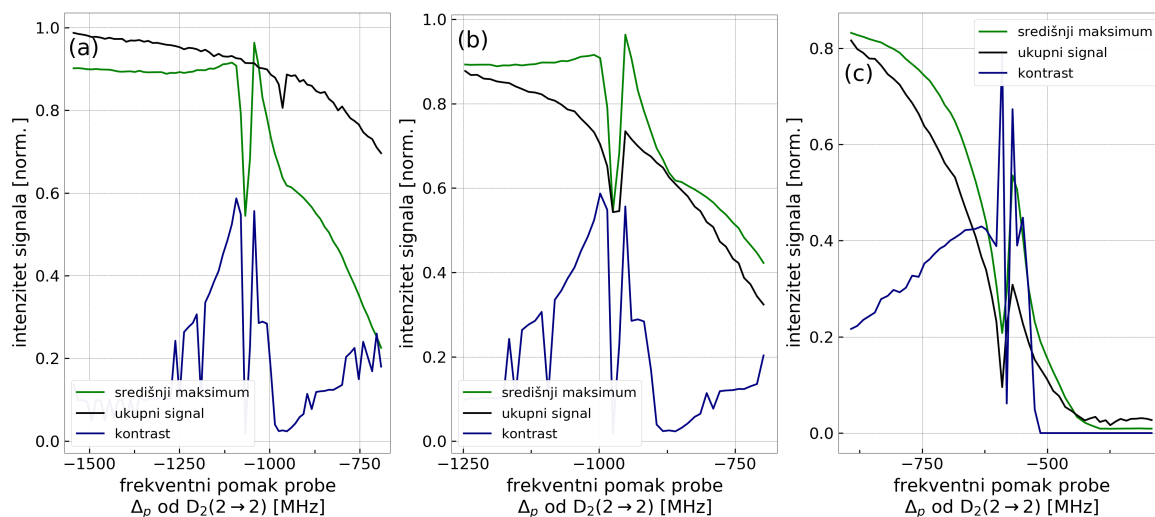 (a)
intenzitet signala [norm.]
1.0
0.8
0.6
0.4
0.2
0.0
središnji maksimum
ukupni signal
kontrast
−1500 −1250 −1000 −750
frekventni pomak probe
Δp od D2(2→2) [MHz]
(b)
intenzitet signala [norm.]
1.0
0.8
0.6
0.4
0.2
0.0
središnji maksimum
ukupni signal
kontrast
−1250 −1000 −750
frekventni pomak probe
Δp od D2(2→2) [MHz]
središnji maksimum
ukupni signal
kontrast
(c)
intenzitet signala [norm.]
0.8
0.6
0.4
0.2
0.0
−750 −500
frekventni pomak probe
Δp od D2(2→2) [MHz]